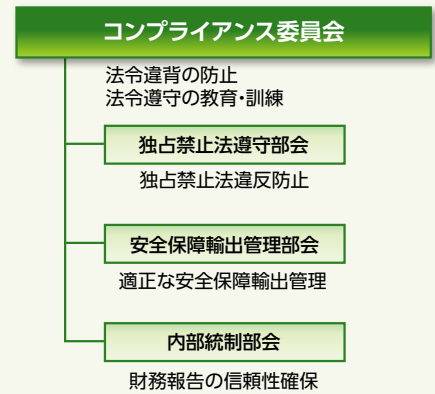 コンプライアンス委員会
法令違背の防止
法令遵守の教育・訓練
独占禁止法遵守部会
独占禁止法違反防止
安全保障輸出管理部会
適正な安全保障輸出管理
内部統制部会
財務報告の信頼性確保